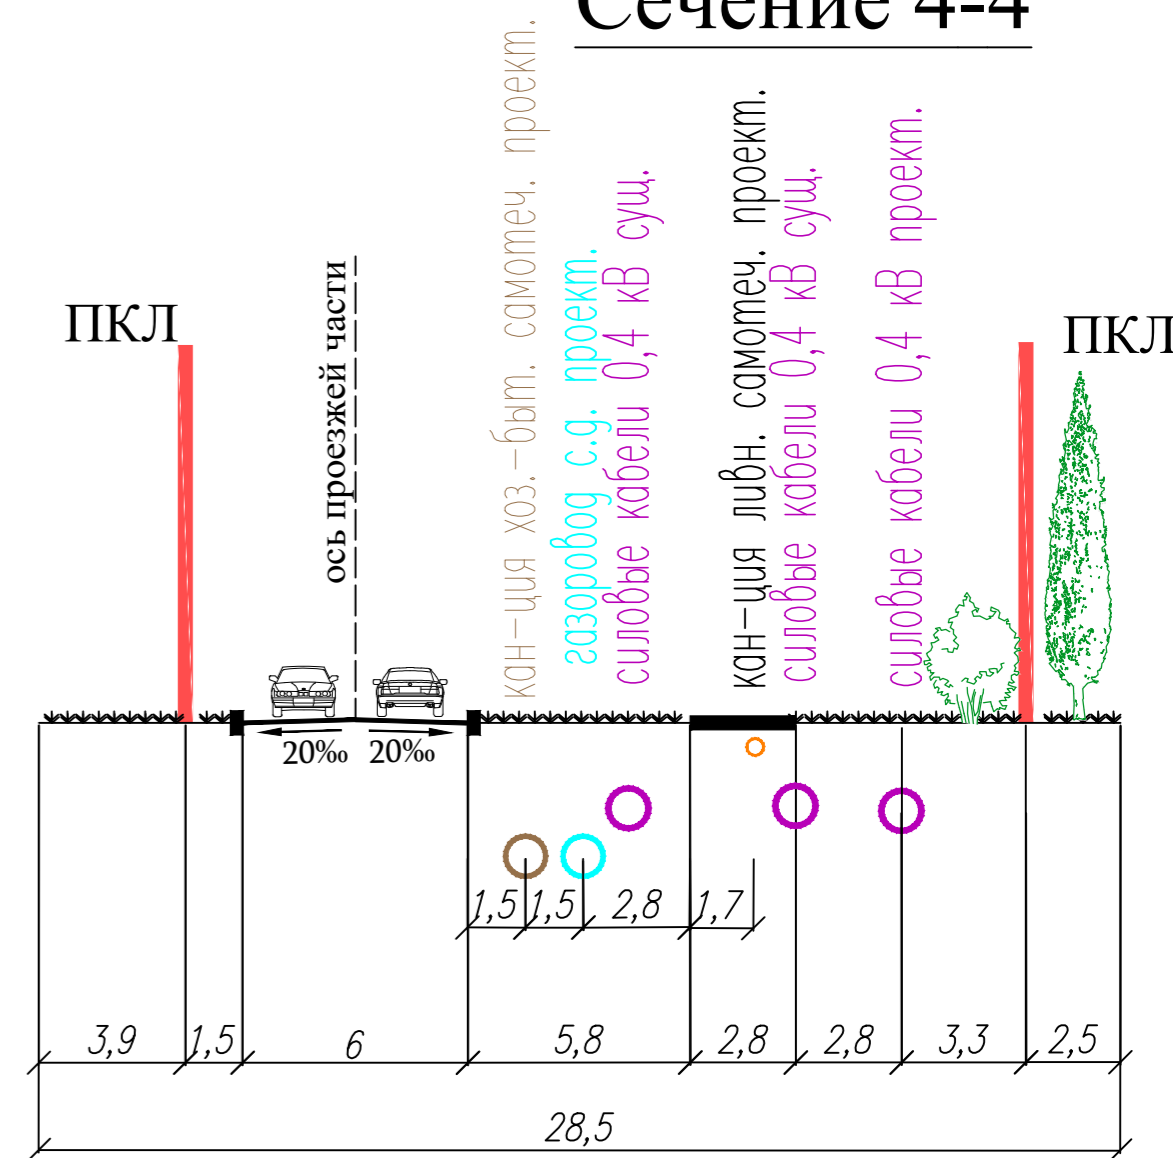 Сечение 4-4
ПКЛ
ось проезжей части
кан-ция хоз.-быт. самотеч. проект.
газоровод с.д. проект.
силовые кабели 0,4 кВ сущ.
кан-ция ливн. самотеч. проект.
силовые кабели 0,4 кВ сущ.
силовые кабели 0,4 кВ проект.
ПКЛ
20‰ 20‰
1,5 1,5 2,8 1,7
3,9 1,5 6 5,8 2,8 2,8 3,3 2,5
28,5